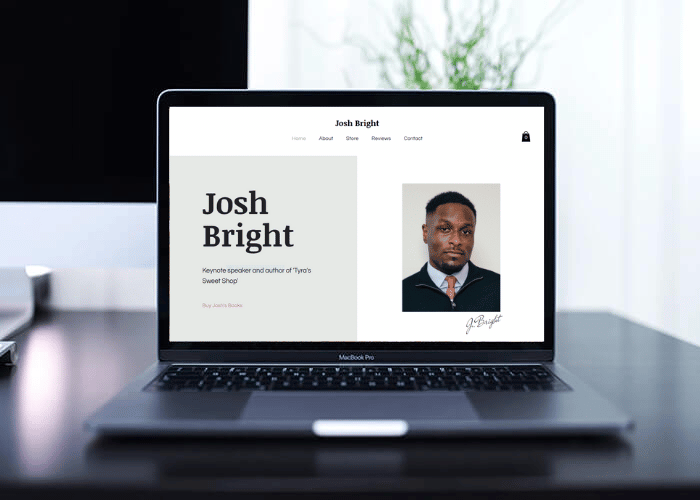 Josh Bright
Home About Store Reviews Contact
0
Josh
Bright
Keynote speaker and author of 'Tyra's
Sweet Shop'
Buy Josh's Books
J. Bright
MacBook Pro